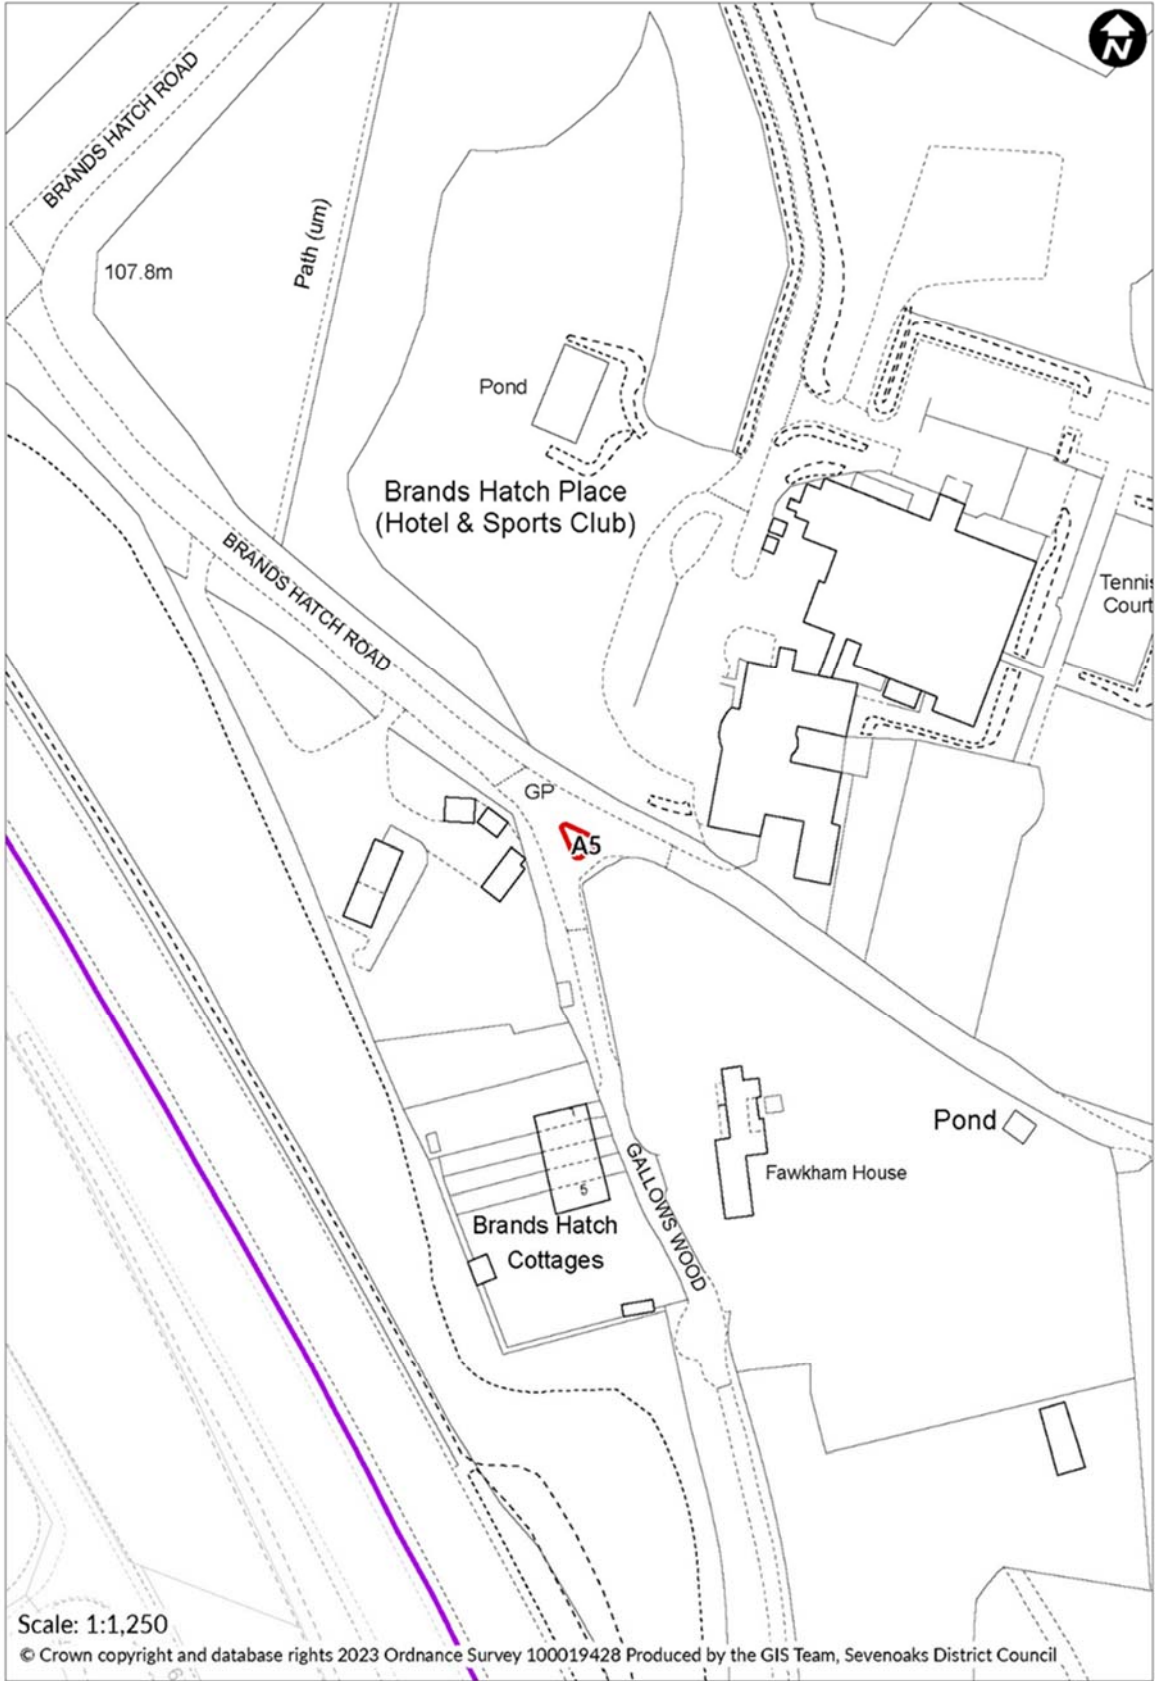 N
BRANDS HATCH ROAD
Path (um)
107.8m
Pond
Brands Hatch Place
(Hotel & Sports Club)
BRANDS HATCH ROAD
Tennis
Court
GP
A5
Pond
Fawkham House
GALLOWS WOOD
1
5
Brands Hatch
Cottages
Scale: 1:1,250
© Crown copyright and database rights 2023 Ordnance Survey 100019428 Produced by the GIS Team, Sevenoaks District Council